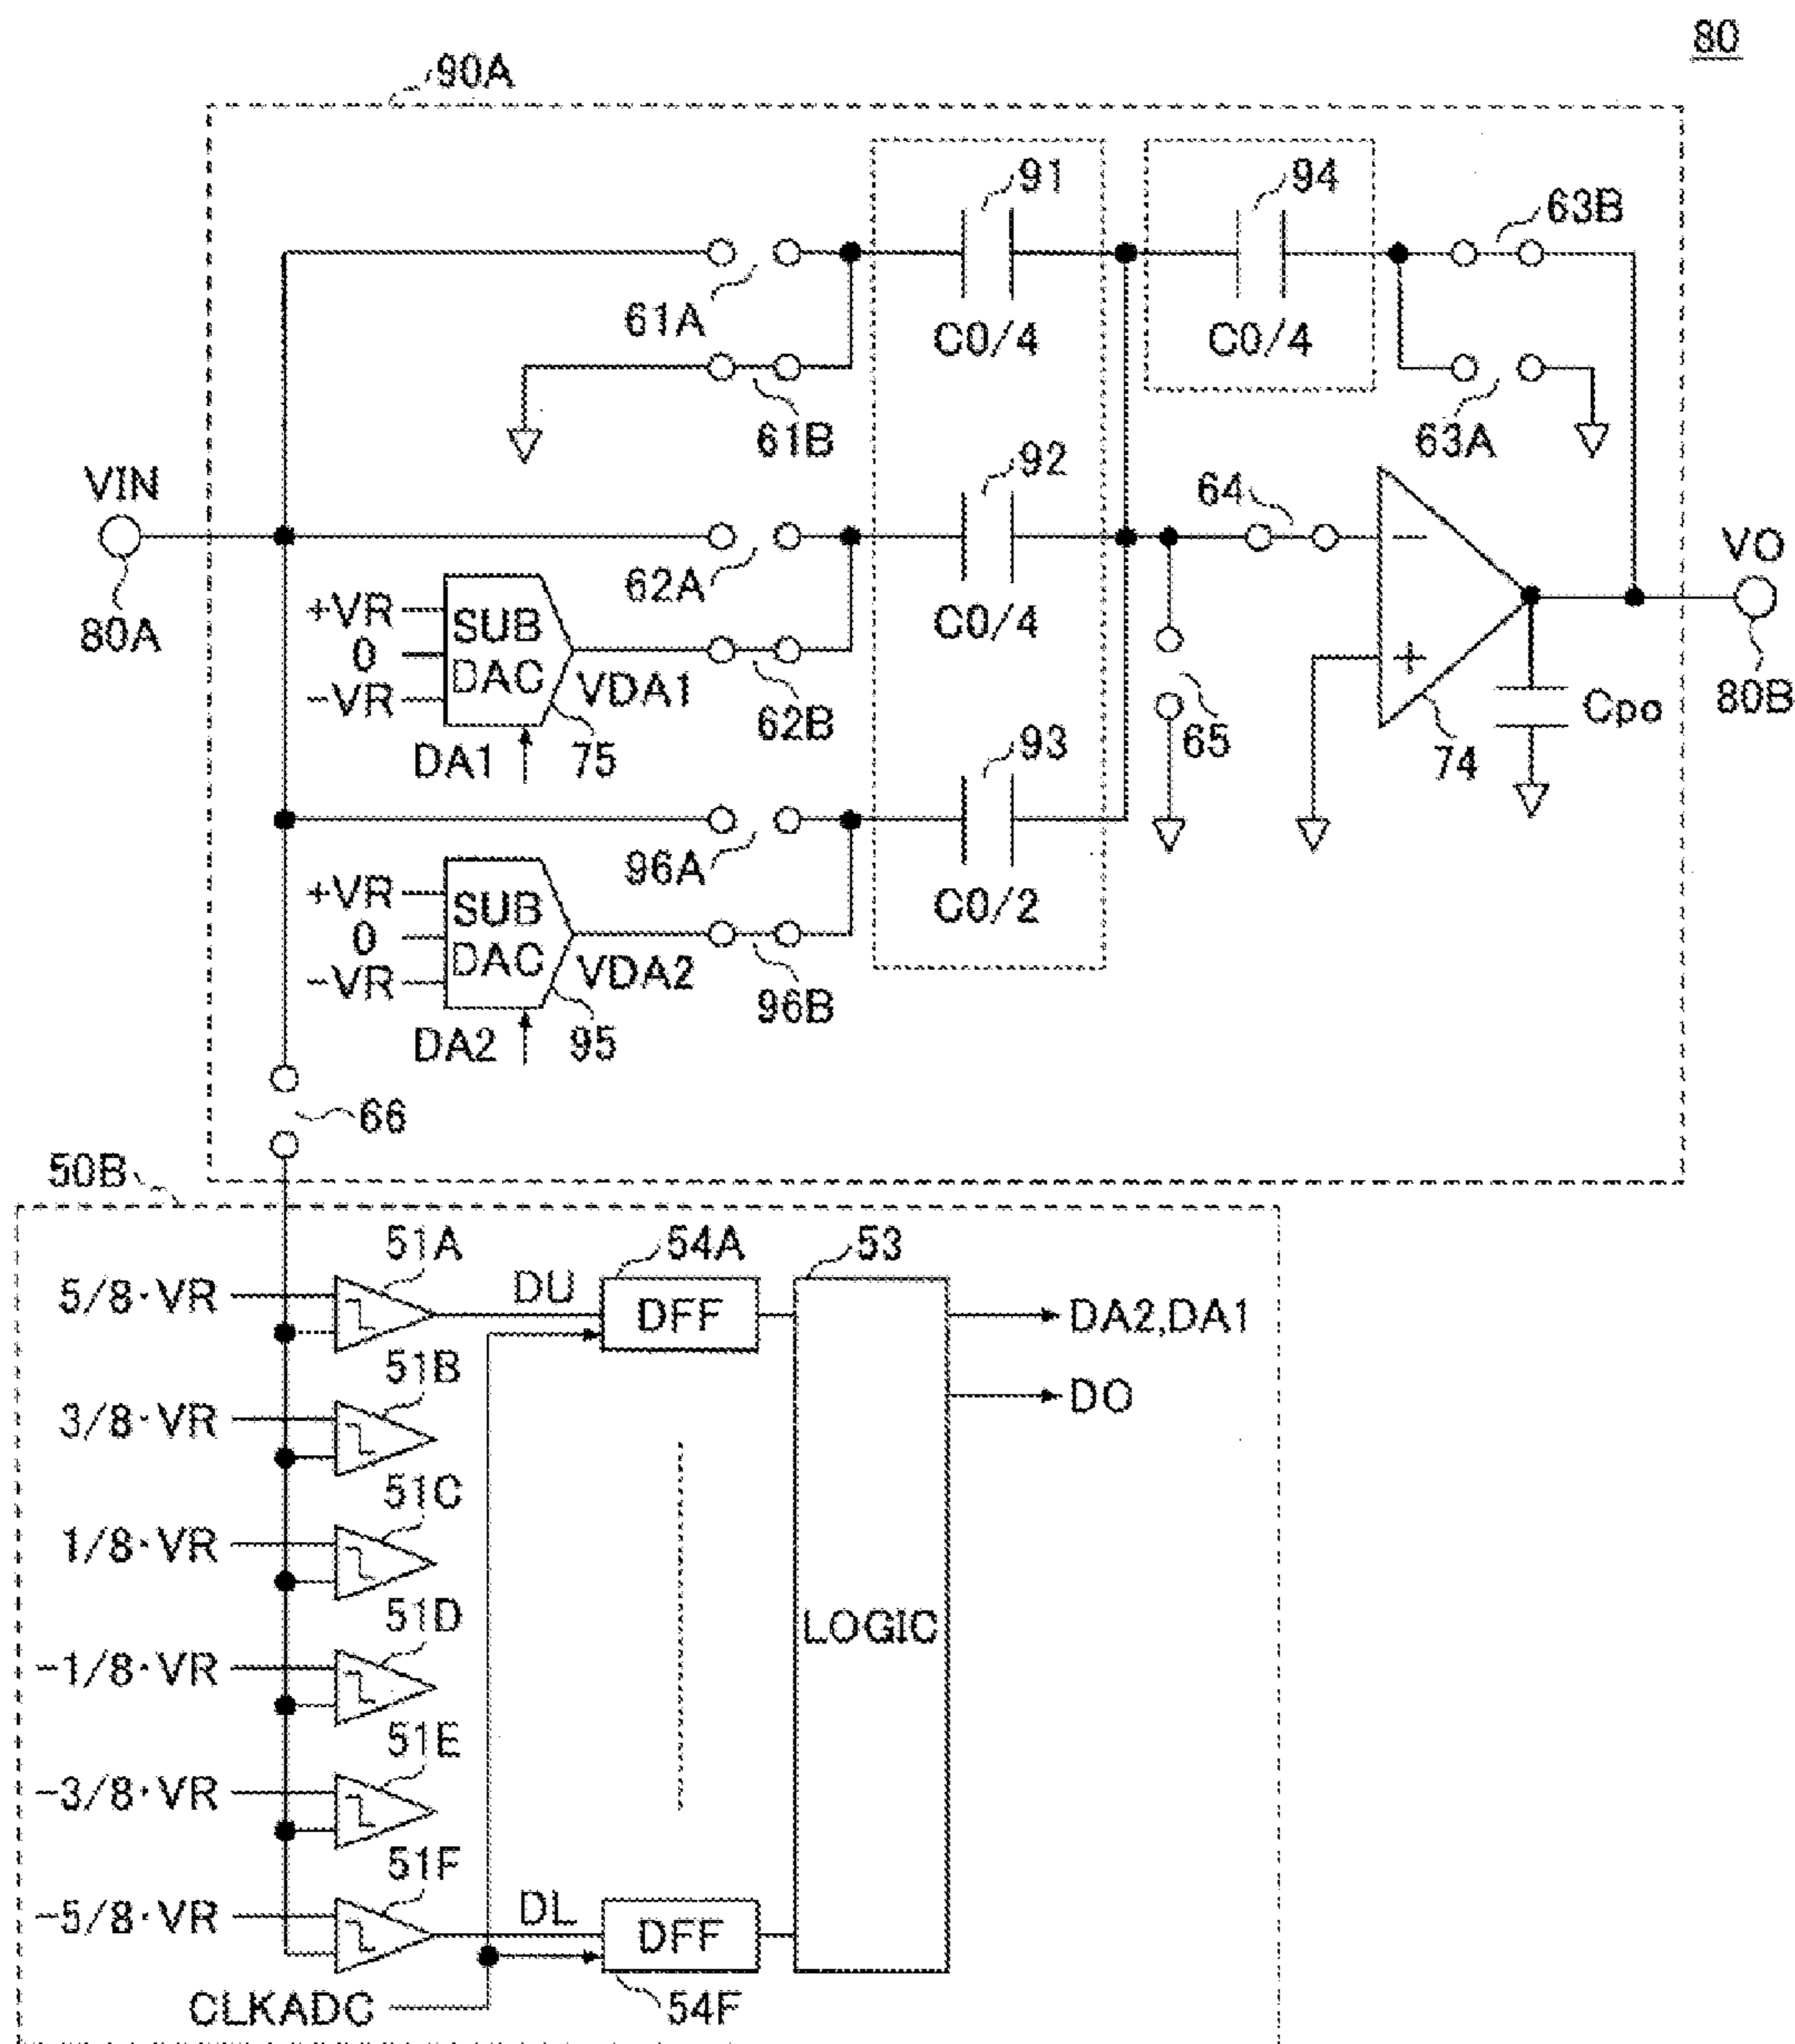 80
90A
91
94
63B
61A
C0/4
C0/4
61B
63A
92
64
VIN
VO
62A
80A
+VR
0
-VR
SUB
DAC
VDA1
C0/4
62B
65
Cpo
80B
DA1
75
93
74
96A
+VR
0
-VR
SUB
DAC
VDA2
C0/2
96B
DA2
95
66
50B
51A
54A
53
5/8·VR
DU
DFF
DA2,DA1
51B
3/8·VR
DO
51C
1/8·VR
51D
LOGIC
-1/8·VR
51E
-3/8·VR
51F
-5/8·VR
DL
DFF
CLKADC
54F